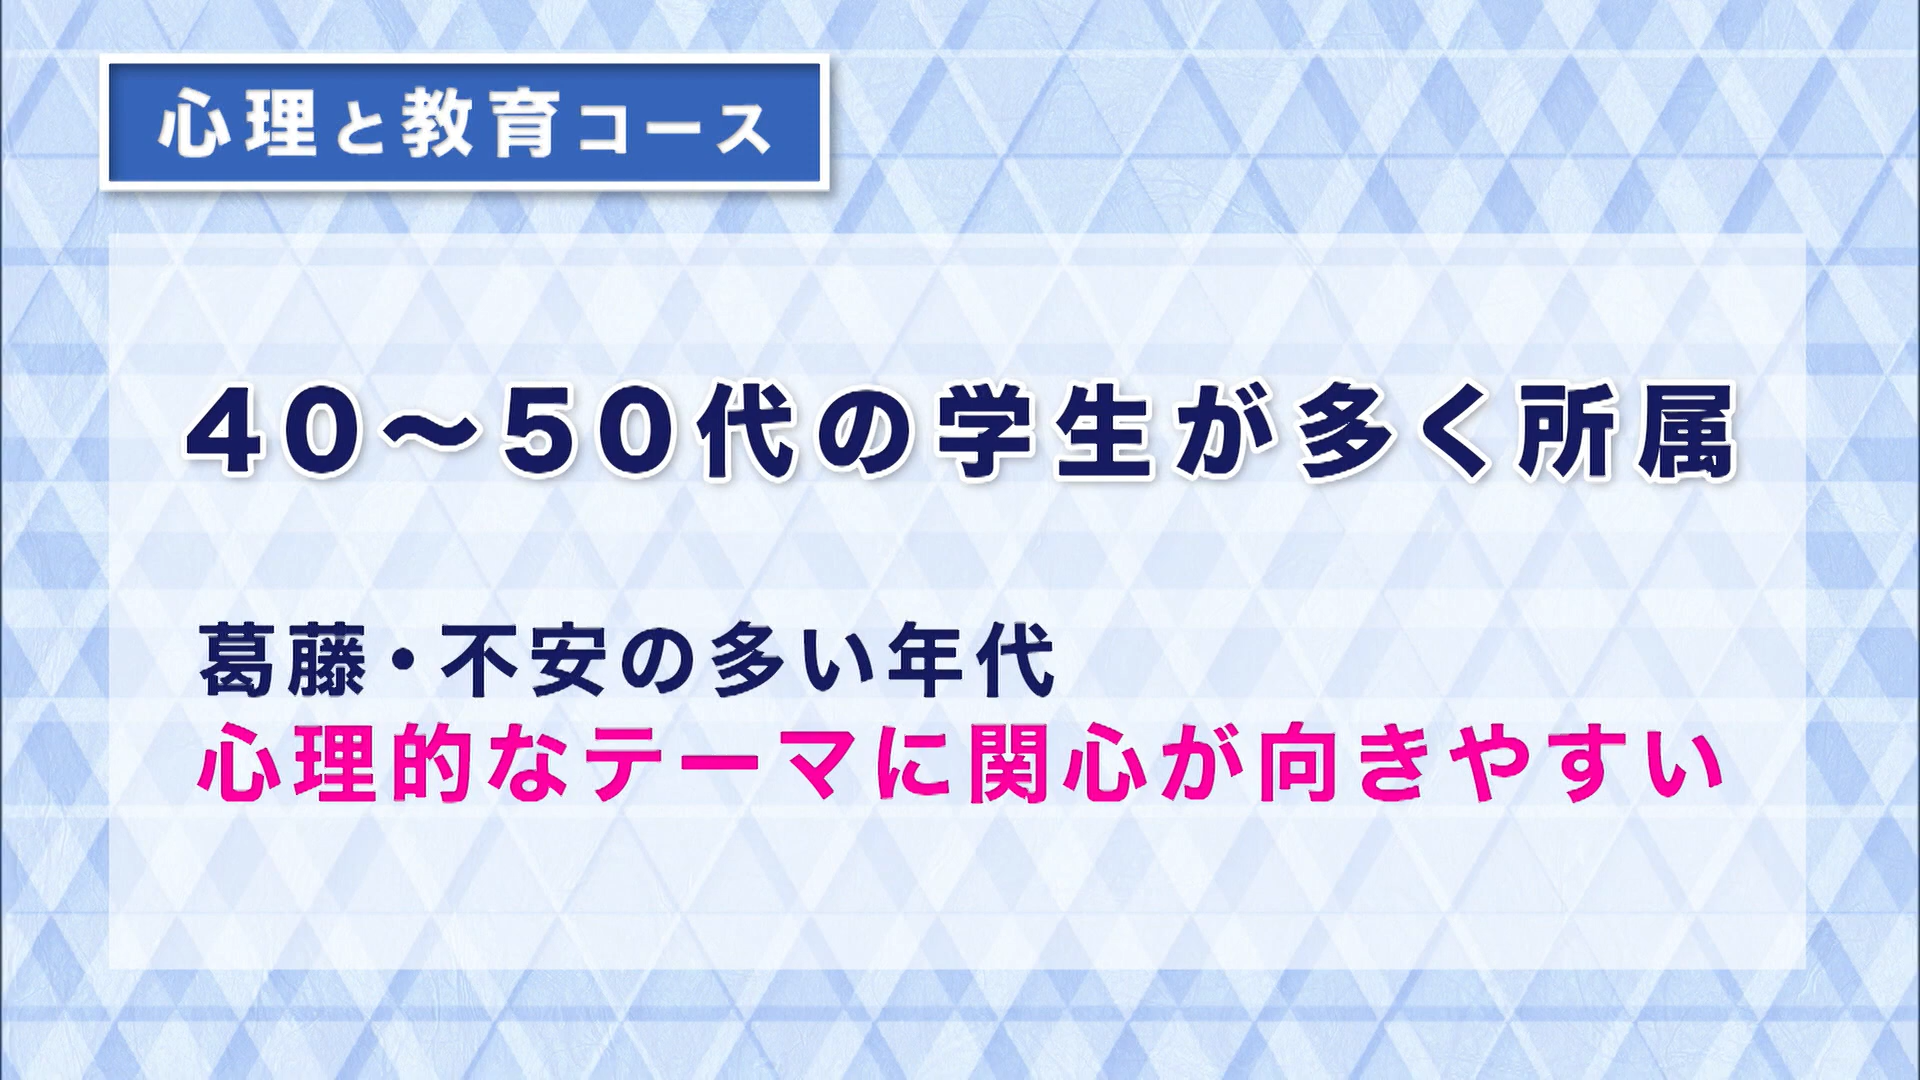 心理と教育コース
40～50代の学生が多く所属
葛藤・不安の多い年代
心理的なテーマに関心が向きやすい